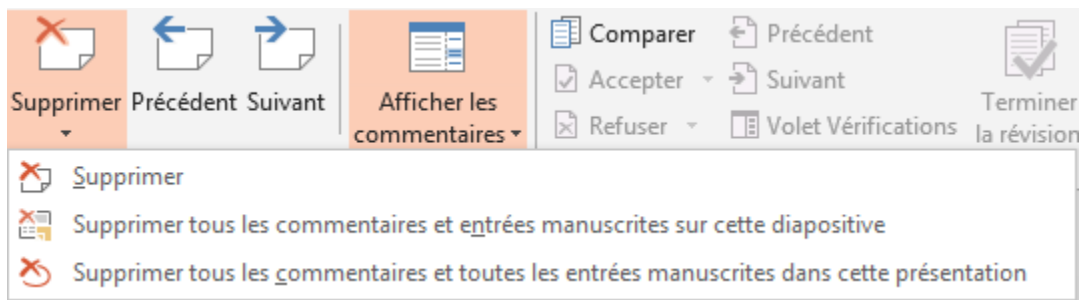 Supprimer
Précédent
Suivant
Afficher les
commentaires
Comparer
Accepter
Refuser
Précédent
Suivant
Volet Vérifications
Terminer
la révision
Supprimer
Supprimer tous les commentaires et entrées manuscrites sur cette diapositive
Supprimer tous les commentaires et toutes les entrées manuscrites dans cette présentation